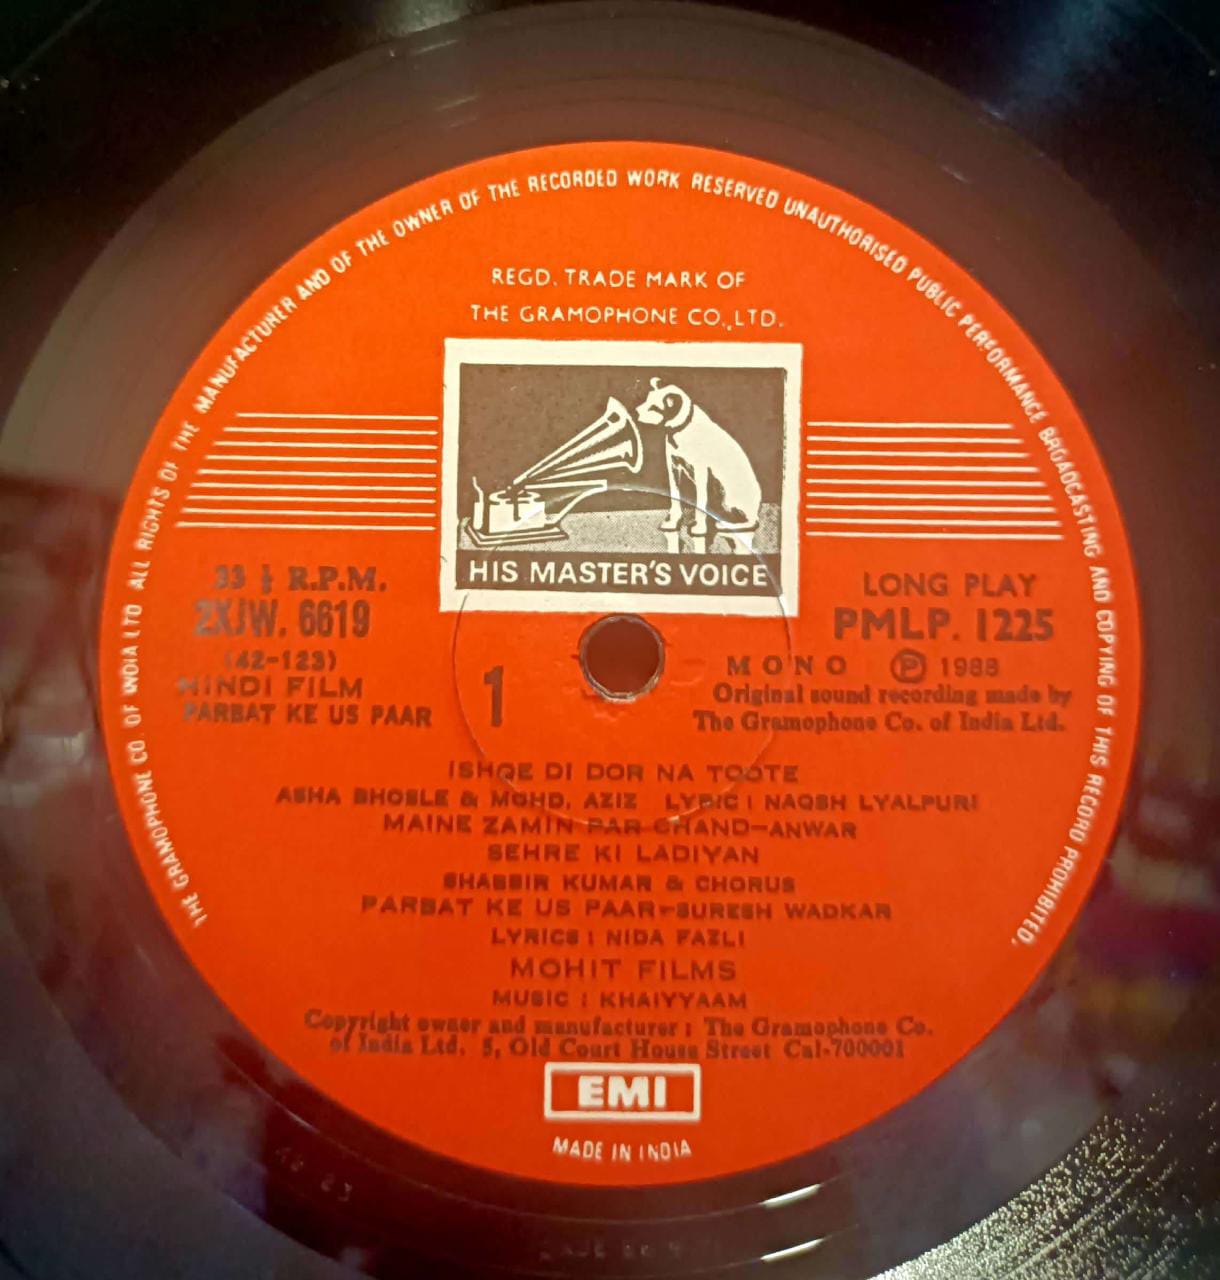 THE GRAMOPHONE CO. OF INDIA LTD ALL RIGHTS OF THE MANUFACTURER AND OF THE OWNER OF THE RECORDED WORK RESERVED UNAUTHORISED PUBLIC PERFORMANCE BROADCASTING AND COPYING OF THIS RECORD PROHIBITED.
REGD. TRADE MARK OF
THE GRAMOPHONE CO., LTD.
HIS MASTER'S VOICE
33 ⅓ R.P.M.
2XJW. 6619
(42-123)
HINDI FILM
PARBAT KE US PAAR
1
LONG PLAY
PMLP. 1225
MONO Ⓟ 1988
Original sound recording made by
The Gramophone Co. of India Ltd.
ISHQE DI DOR NA TOOTE
ASHA BHOSLE & MOHD. AZIZ LYRIC : NAQSH LYALPURI
MAINE ZAMIN PAR CHAND-ANWAR
SEHRE KI LADIYAN
SHABBIR KUMAR & CHORUS
PARBAT KE US PAAR-SURESH WADKAR
LYRICS : NIDA FAZLI
MOHIT FILMS
MUSIC : KHAIYYAAM
Copyright owner and manufacturer : The Gramophone Co.
of India Ltd. 5, Old Court House Street Cal-700001
EMI
MADE IN INDIA